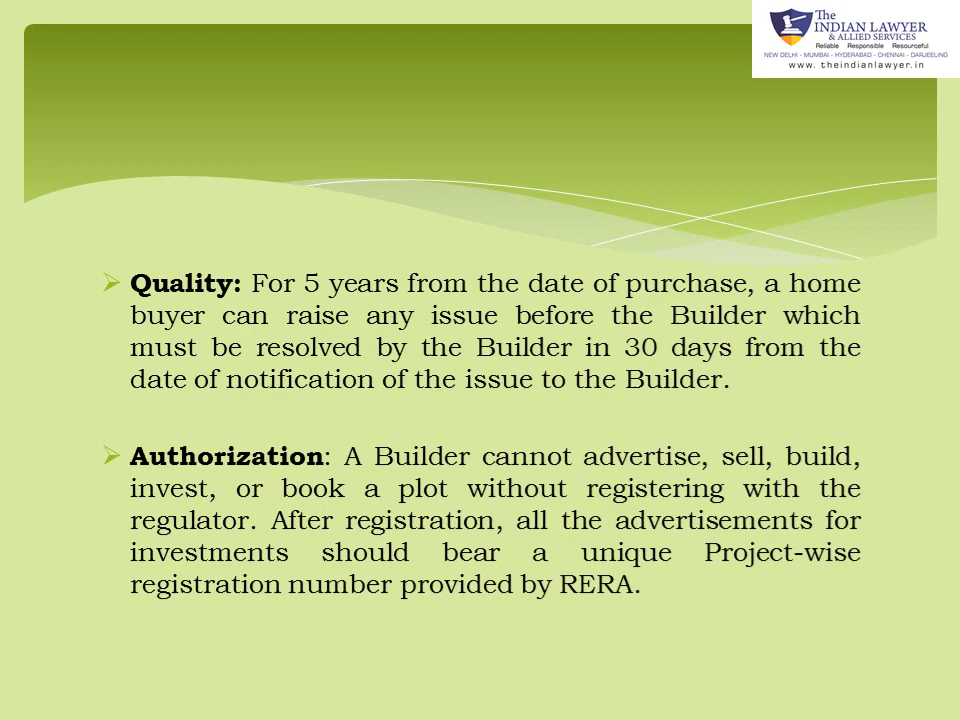 The
INDIAN LAWYER
& ALLIED SERVICES
Reliable Responsible Resourceful
NEW DELHI - MUMBAI - HYDERABAD - CHENNAI - DARJEELING
www. theindianlawyer.in
Quality: For 5 years from the date of purchase, a home
buyer can raise any issue before the Builder which
must be resolved by the Builder in 30 days from the
date of notification of the issue to the Builder.
Authorization: A Builder cannot advertise, sell, build,
invest, or book a plot without registering with the
regulator. After registration, all the advertisements for
investments should bear a unique Project-wise
registration number provided by RERA.